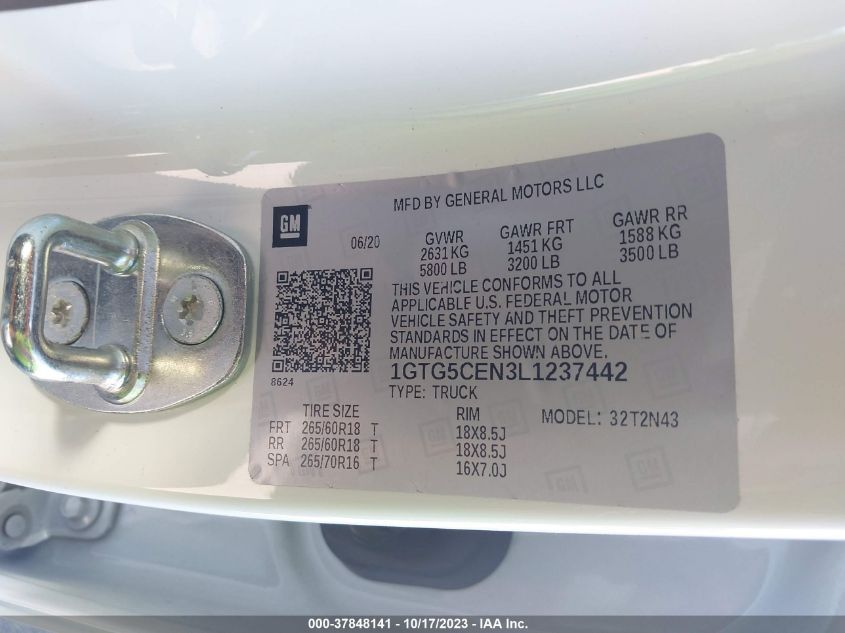 GM
MFD BY GENERAL MOTORS LLC
06/20 GVWR GAWR FRT GAWR RR
2631 KG 1451 KG 1588 KG
5800 LB 3200 LB 3500 LB
THIS VEHICLE CONFORMS TO ALL
APPLICABLE U.S. FEDERAL MOTOR
VEHICLE SAFETY AND THEFT PREVENTION
STANDARDS IN EFFECT ON THE DATE OF
MANUFACTURE SHOWN ABOVE.
8624
1GTG5CEN3L1237442
TYPE: TRUCK
TIRE SIZE RIM MODEL: 32T2N43
FRT 265/60R18 T 18X8.5J
RR 265/60R18 T 18X8.5J
SPA 265/70R16 T 16X7.0J
000-37848141 - 10/17/2023 - IAA Inc.